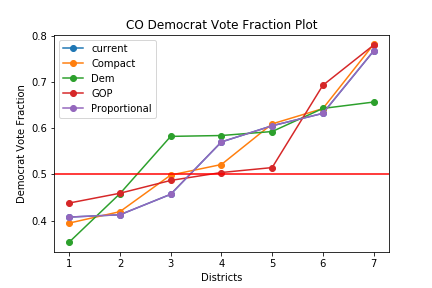 CO Democrat Vote Fraction Plot
current
Compact
Dem
GOP
Proportional
Democrat Vote Fraction
0.8
0.7
0.6
0.5
0.4
1 2 3 4 5 6 7
Districts